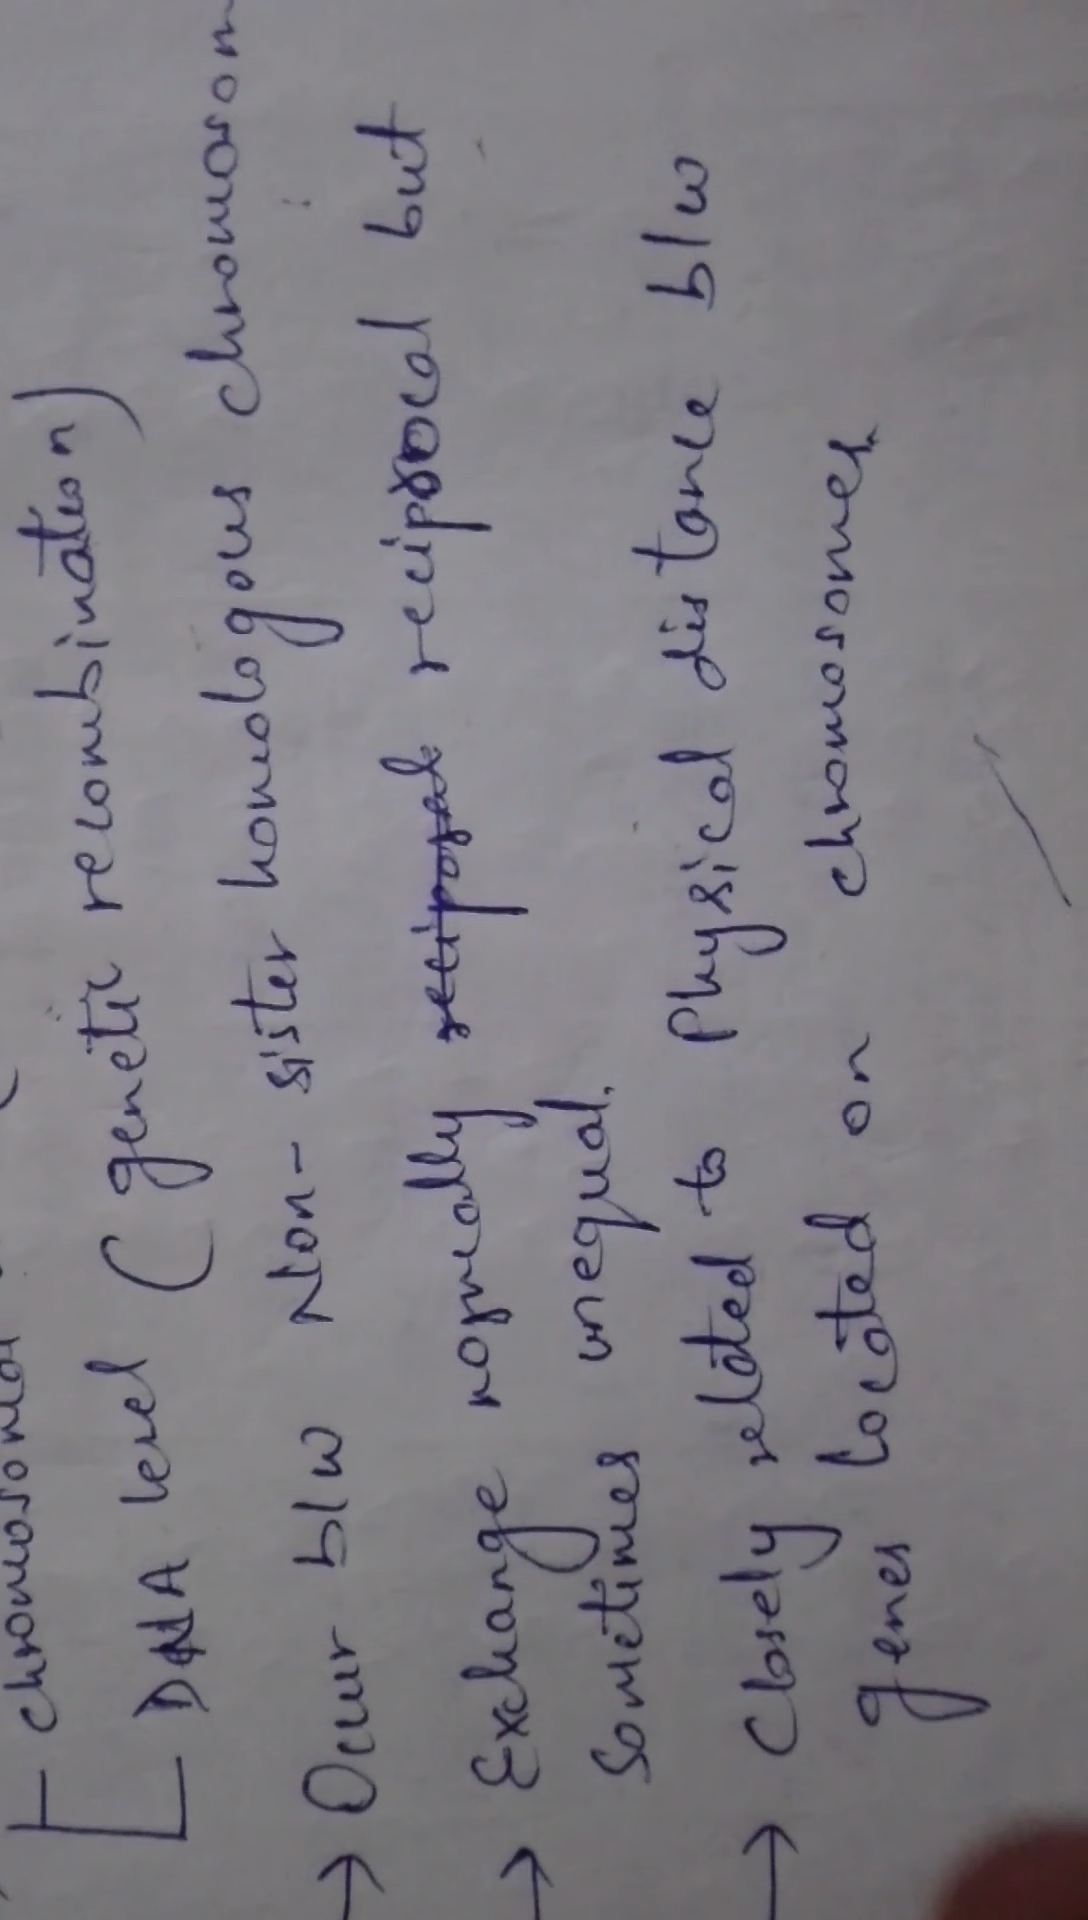 chromosomal
DNA level (genetic recombination)
→ Occur b/w Non-sister homologous chromosom
→ Exchange normally reciprocal but
sometimes unequal.
→ Closely related to Physical distance b/w
genes located on chromosomes